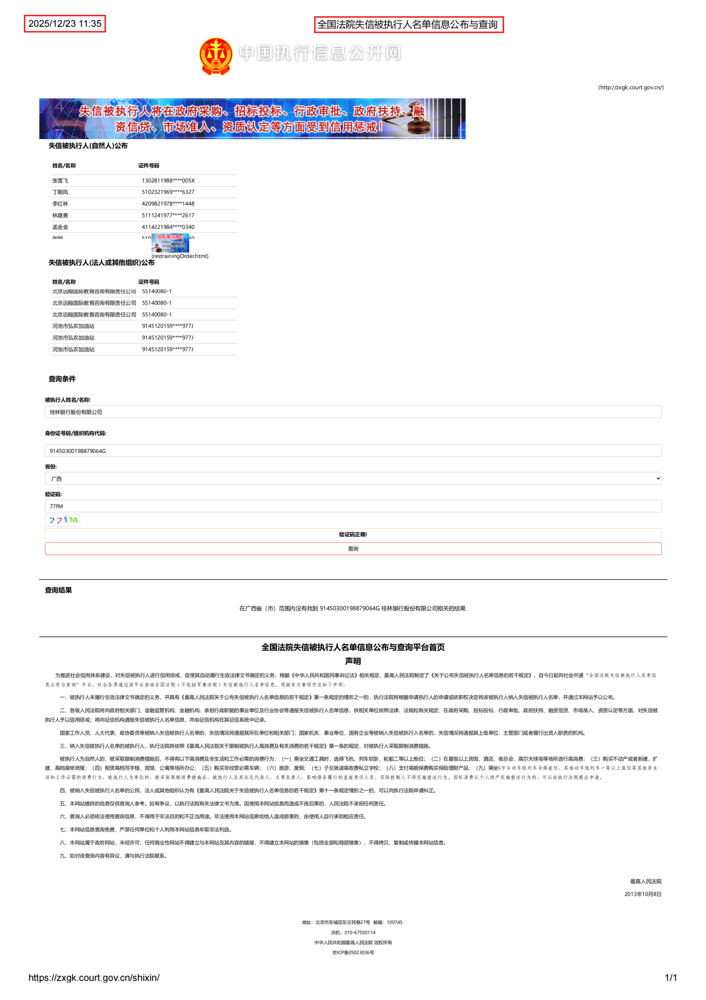 2025/12/23 11:35
全国法院失信被执行人名单信息公布与查询
中国执行信息公开网
(http://zxgk.court.gov.cn/)
失信被执行人将在政府采购、招标投标、行政审批、政府扶持、融
资信贷、市场准入、资质认定等方面受到信用惩戒！
失信被执行人(自然人)公布
姓名/名称 证件号码
张雪飞 1302811988****005X
丁朝凤 5102321969****6327
李红林 4209821978****1448
林建勇 5111241977****2617
孟金金 4114221984****0340
限制高消费令
(restrainingOrder.html)
失信被执行人(法人或其他组织)公布
姓名/名称 证件号码
北京远翰国际教育咨询有限责任公司 55140080-1
北京远翰国际教育咨询有限责任公司 55140080-1
北京远翰国际教育咨询有限责任公司 55140080-1
河池市弘农加油站 9145120159****977J
河池市弘农加油站 9145120159****977J
河池市弘农加油站 9145120159****977J
查询条件
被执行人姓名/名称:
桂林银行股份有限公司
身份证号码/组织机构代码:
91450300198879064G
省份:
广西
验证码:
77fM
77fM
验证码正确!
查询
查询结果
在广西省（市）范围内没有找到 91450300198879064G 桂林银行股份有限公司相关的结果.
全国法院失信被执行人名单信息公布与查询平台首页
声明
为推进社会信用体系建设，对失信被执行人进行信用惩戒，促使其自动履行生效法律文书确定的义务，根据《中华人民共和国民事诉讼法》相关规定，最高人民法院制定了《关于公布失信被执行人名单信息的若干规定》，自今日起向社会开通“全国法院失信被执行人名单信
息公布与查询”平台，社会各界通过该平台查询全国法院（不包括军事法院）失信被执行人名单信息。现就有关事项作出如下声明：
一、被执行人未履行生效法律文书确定的义务，并具有《最高人民法院关于公布失信被执行人名单信息的若干规定》第一条规定的情形之一的，执行法院将根据申请执行人的申请或依职权决定将该被执行人纳入失信被执行人名单，并通过本网站予以公布。
二、各级人民法院将向政府相关部门、金融监管机构、金融机构、承担行政职能的事业单位及行业协会等通报失信被执行人名单信息，供相关单位依照法律、法规和有关规定，在政府采购、招标投标、行政审批、政府扶持、融资信贷、市场准入、资质认定等方面，对失信被
执行人予以信用惩戒；将向征信机构通报失信被执行人名单信息，并由征信机构在其征信系统中记录。
国家工作人员、人大代表、政协委员等被纳入失信被执行人名单的，失信情况将通报其所在单位和相关部门；国家机关、事业单位、国有企业等被纳入失信被执行人名单的，失信情况将通报其上级单位、主管部门或者履行出资人职责的机构。
三、纳入失信被执行人名单的被执行人，执行法院将依照《最高人民法院关于限制被执行人高消费及有关消费的若干规定》第一条的规定，对被执行人采取限制消费措施。
被执行人为自然人的，被采取限制消费措施后，不得有以下高消费及非生活和工作必需的消费行为：（一）乘坐交通工具时，选择飞机、列车软卧、轮船二等以上舱位；（二）在星级以上宾馆、酒店、夜总会、高尔夫球场等场所进行高消费；（三）购买不动产或者新建、扩
建、高档装修房屋；（四）租赁高档写字楼、宾馆、公寓等场所办公；（五）购买非经营必需车辆；（六）旅游、度假；（七）子女就读高收费私立学校；（八）支付高额保费购买保险理财产品；（九）乘坐G字头动车组列车全部座位、其他动车组列车一等以上座位等其他非生
活和工作必需的消费行为。被执行人为单位的，被采取限制消费措施后，被执行人及其法定代表人、主要负责人、影响债务履行的直接责任人员、实际控制人不得实施前述行为。因私消费以个人财产实施前述行为的，可以向执行法院提出申请。
四、被纳入失信被执行人名单的公民、法人或其他组织认为有《最高人民法院关于失信被执行人名单信息的若干规定》第十一条规定情形之一的，可以向执行法院申请纠正。
五、本网站提供的信息仅供查询人参考。如有争议，以执行法院有关法律文书为准。因使用本网站信息而造成不良后果的，人民法院不承担任何责任。
六、查询人必须依法使用查询信息，不得用于非法目的和不正当用途。非法使用本网站信息给他人造成损害的，由使用人自行承担相应责任。
七、本网站信息查询免费，严禁任何单位和个人利用本网站信息牟取非法利益。
八、本网站属于政府网站，未经许可，任何商业性网站不得建立与本网站及其内容的链接，不得建立本网站的镜像（包括全部和局部镜像），不得拷贝、复制或传播本网站信息。
九、如对该查询内容有异议，请与执行法院联系。
最高人民法院
2013年10月8日
地址：北京市东城区东交民巷27号 邮编：100745
总机：010-67550114
中华人民共和国最高人民法院 版权所有
京ICP备05023036号
https://zxgk.court.gov.cn/shixin/
1/1